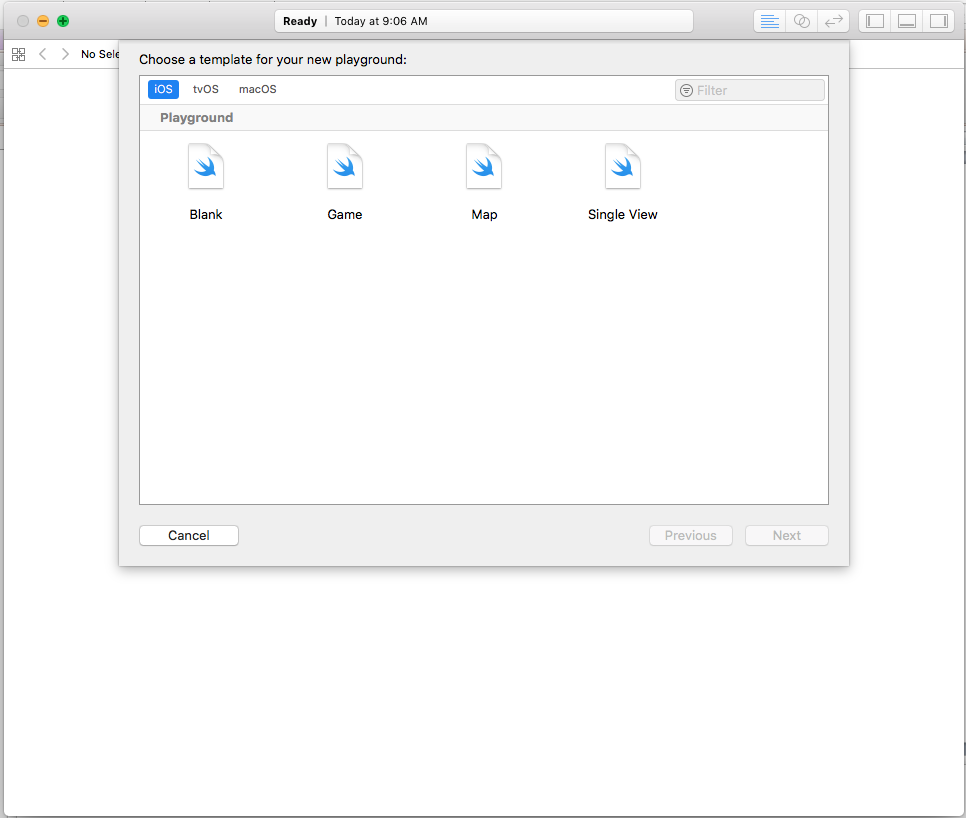 Ready | Today at 9:06 AM
No Sele
Choose a template for your new playground:
iOS tvOS macOS Filter
Playground
Blank Game Map Single View
Cancel Previous Next